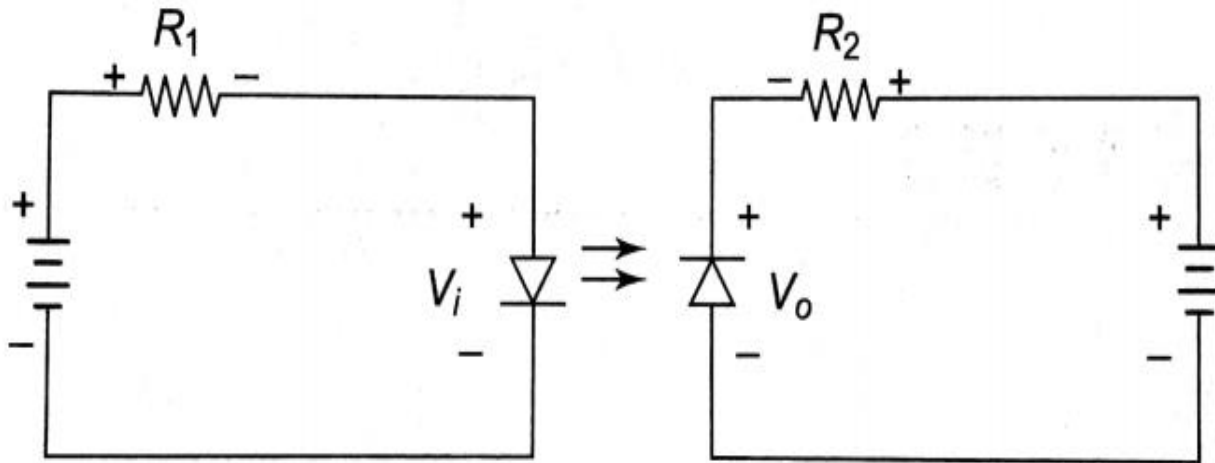 R₁ R₂
+ − − +
+ + + +
Vᵢ Vₒ
− − − −